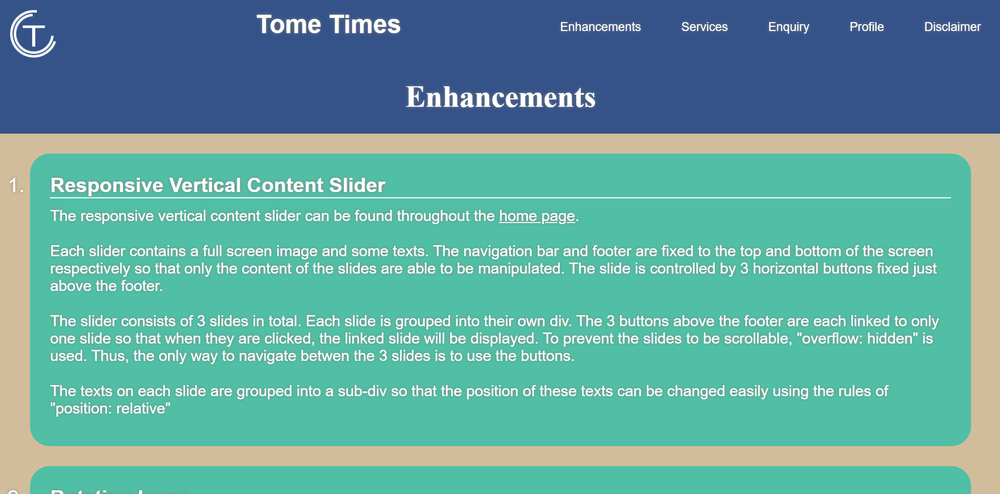 T
Tome Times
Enhancements
Services
Enquiry
Profile
Disclaimer
Enhancements
1. Responsive Vertical Content Slider
The responsive vertical content slider can be found throughout the home page.
Each slider contains a full screen image and some texts. The navigation bar and footer are fixed to the top and bottom of the screen
respectively so that only the content of the slides are able to be manipulated. The slide is controlled by 3 horizontal buttons fixed just
above the footer.
The slider consists of 3 slides in total. Each slide is grouped into their own div. The 3 buttons above the footer are each linked to only
one slide so that when they are clicked, the linked slide will be displayed. To prevent the slides to be scrollable, "overflow: hidden" is
used. Thus, the only way to navigate betwen the 3 slides is to use the buttons.
The texts on each slide are grouped into a sub-div so that the position of these texts can be changed easily using the rules of
"position: relative"